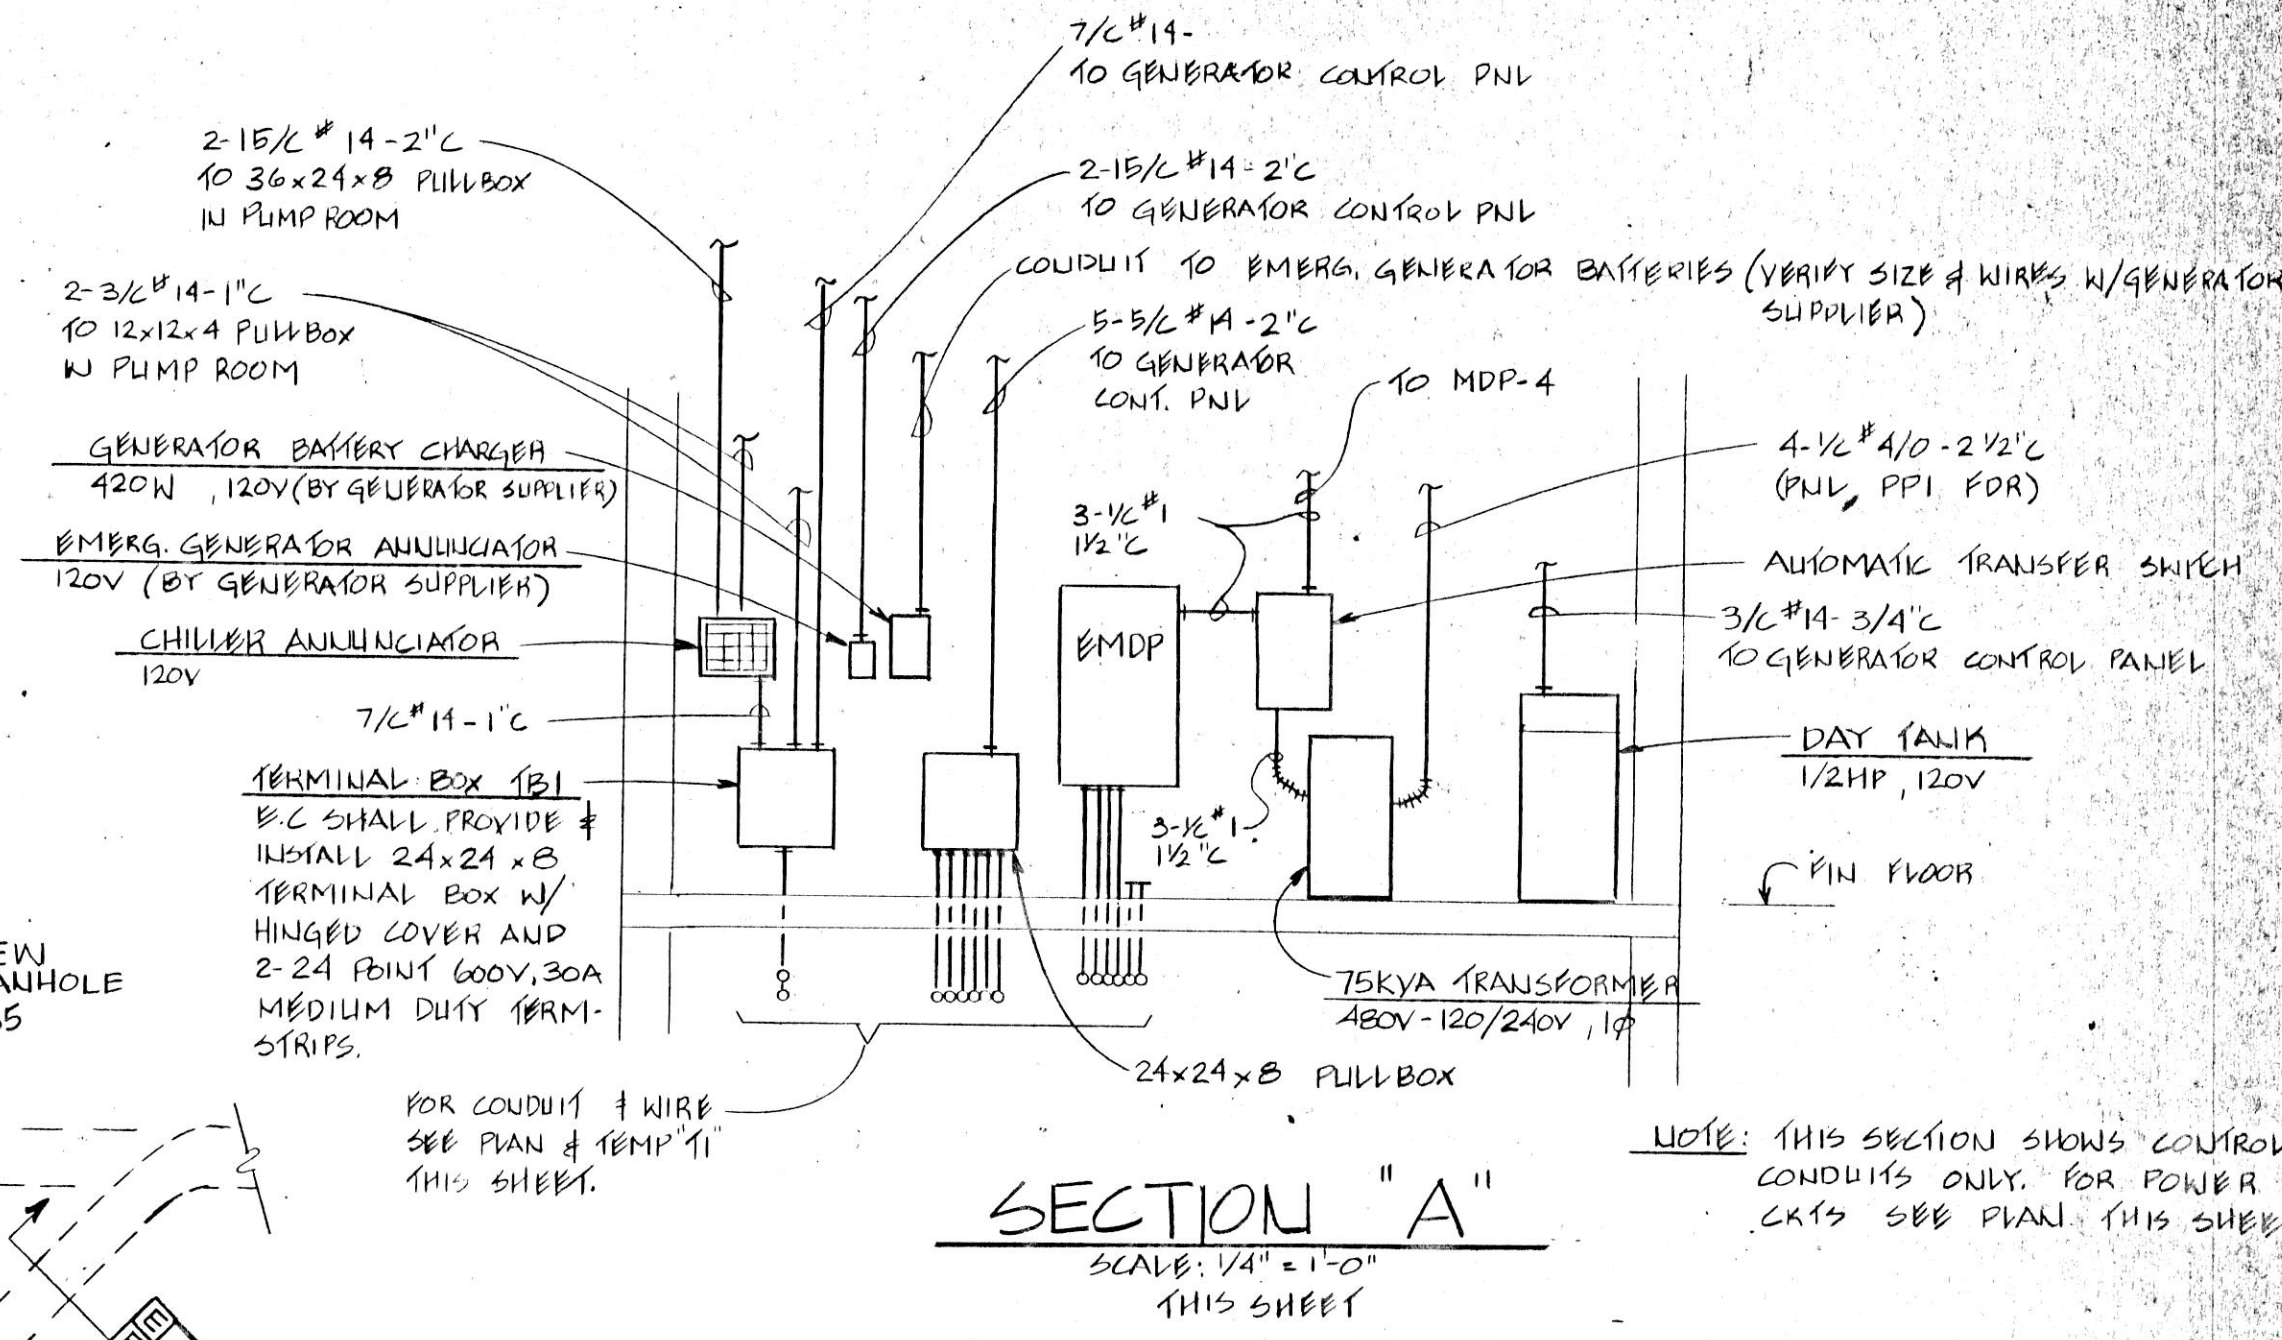 7/C #14-
TO GENERATOR CONTROL PNL
2-15/C #14-2"C
TO 36x24x8 PULLBOX
IN PUMP ROOM
2-15/C #14-2"C
TO GENERATOR CONTROL PNL
CONDUIT TO EMERG. GENERATOR BATTERIES (VERIFY SIZE & WIRES W/GENERATOR
SUPPLIER)
2-3/C #14-1"C
TO 12x12x4 PULLBOX
IN PUMP ROOM
5-5/C #14-2"C
TO GENERATOR
CONT. PNL
TO MDP-4
GENERATOR BATTERY CHARGER
420W, 120V (BY GENERATOR SUPPLIER)
4-1/C #4/0-2 1/2"C
(PNL, PP1 FDR)
3-1/C #1
1 1/2"C
EMERG. GENERATOR ANNUNCIATOR
120V (BY GENERATOR SUPPLIER)
AUTOMATIC TRANSFER SWITCH
CHILLER ANNUNCIATOR
120V
EMDP
3/C #14-3/4"C
TO GENERATOR CONTROL PANEL
7/C #14-1"C
DAY TANK
1/2HP, 120V
TERMINAL BOX TB1
E.C SHALL PROVIDE &
INSTALL 24x24x8
TERMINAL BOX W/
HINGED COVER AND
2-24 POINT 600V, 30A
MEDIUM DUTY TERM-
STRIPS.
3-1/C #1
1 1/2"C
FIN FLOOR
75KVA TRANSFORMER
480V-120/240V, 1φ
24x24x8 PULLBOX
FOR CONDUIT & WIRE
SEE PLAN & TEMP "T1"
THIS SHEET.
NOTE: THIS SECTION SHOWS CONTROL
CONDUITS ONLY. FOR POWER
CKTS SEE PLAN THIS SHEE
SECTION "A"
SCALE: 1/4" = 1'-0"
THIS SHEET
EW
ANHOLE
5
E